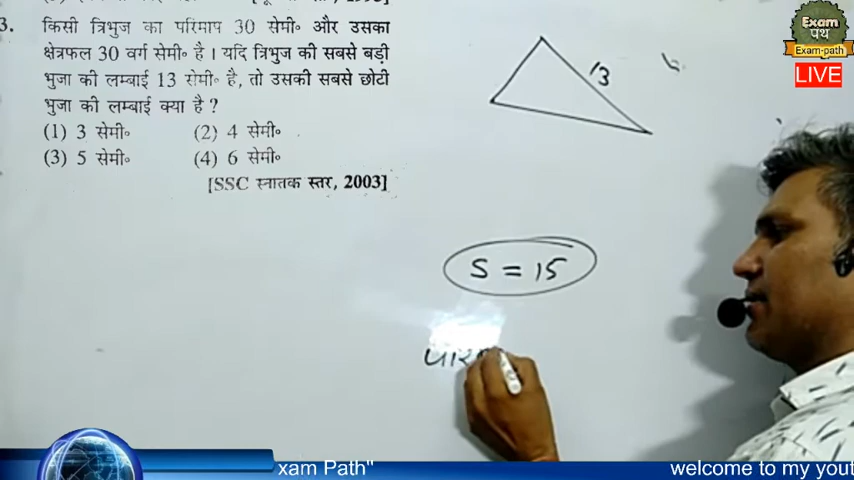 3. किसी त्रिभुज का परिमाप 30 सेमी॰ और उसका
क्षेत्रफल 30 वर्ग सेमी॰ है। यदि त्रिभुज की सबसे बड़ी
भुजा की लम्बाई 13 सेमी॰ है, तो उसकी सबसे छोटी
भुजा की लम्बाई क्या है ?
(1) 3 सेमी॰ (2) 4 सेमी॰
(3) 5 सेमी॰ (4) 6 सेमी॰
[SSC स्नातक स्तर, 2003]
13
S = 15
Exam
पथ
Exam-path
LIVE
xam Path" welcome to my yout